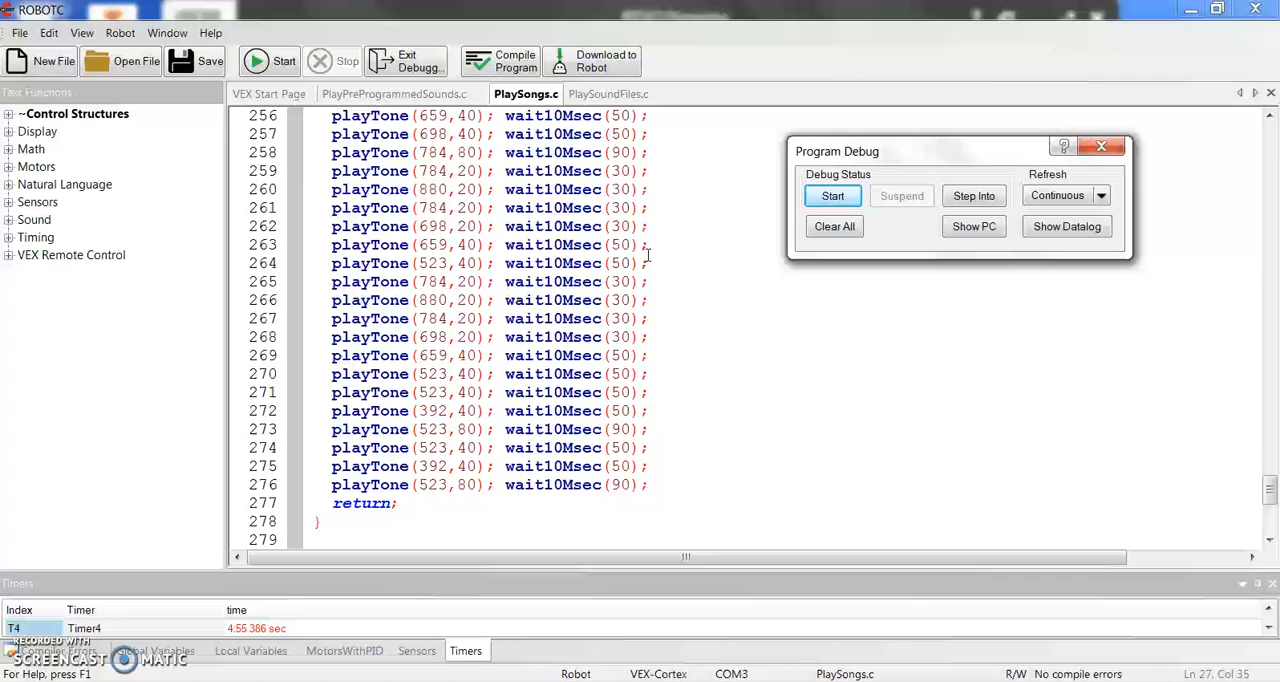 ROBOTC
File Edit View Robot Window Help
New File Open File Save Start Stop Exit Debugg... Compile Program Download to Robot
Text Functions
VEX Start Page PlayPreProgrammedSounds.c PlaySongs.c PlaySoundFiles.c
~Control Structures
Display
Math
Motors
Natural Language
Sensors
Sound
Timing
VEX Remote Control
256 playTone(659,40); wait10Msec(50);
257 playTone(698,40); wait10Msec(50);
258 playTone(784,80); wait10Msec(90);
259 playTone(784,20); wait10Msec(30);
260 playTone(880,20); wait10Msec(30);
261 playTone(784,20); wait10Msec(30);
262 playTone(698,20); wait10Msec(30);
263 playTone(659,40); wait10Msec(50);
264 playTone(523,40); wait10Msec(50);
265 playTone(784,20); wait10Msec(30);
266 playTone(880,20); wait10Msec(30);
267 playTone(784,20); wait10Msec(30);
268 playTone(698,20); wait10Msec(30);
269 playTone(659,40); wait10Msec(50);
270 playTone(523,40); wait10Msec(50);
271 playTone(523,40); wait10Msec(50);
272 playTone(392,40); wait10Msec(50);
273 playTone(523,80); wait10Msec(90);
274 playTone(523,40); wait10Msec(50);
275 playTone(392,40); wait10Msec(50);
276 playTone(523,80); wait10Msec(90);
277 return;
278 }
279
Program Debug
Debug Status Refresh
Start Suspend Step Into Continuous
Clear All Show PC Show Datalog
Timers
Index Timer time
T4 Timer4 4:55.386 sec
RECORDED WITH
SCREENCAST MATIC
Compiler Errors Global Variables Local Variables MotorsWithPID Sensors Timers
For Help, press F1 Robot VEX-Cortex COM3 PlaySongs.c R/W No compile errors Ln 27, Col 35